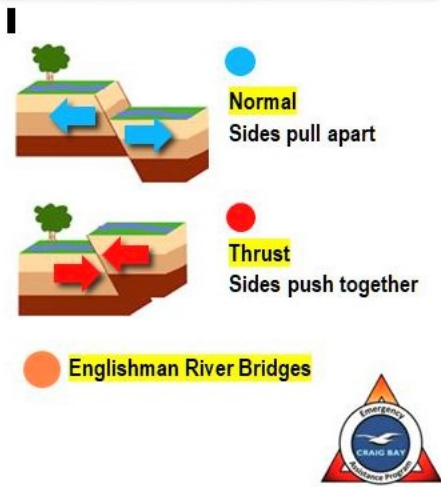 Normal
Sides pull apart
Thrust
Sides push together
Englishman River Bridges
Emergency
CRAIG BAY
Assistance Program